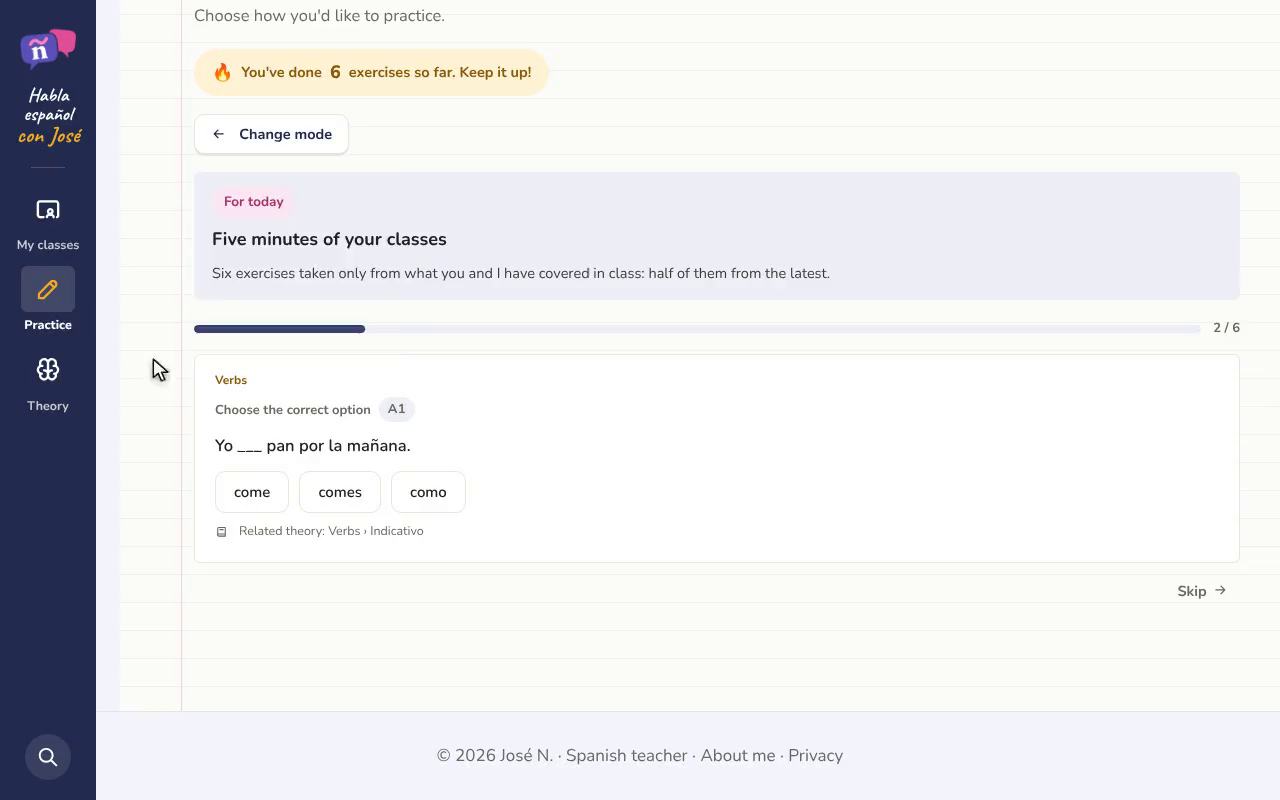 ñ
Habla
español
con José
My classes
Practice
Theory
Choose how you'd like to practice.
🔥 You've done 6 exercises so far. Keep it up!
← Change mode
For today
Five minutes of your classes
Six exercises taken only from what you and I have covered in class: half of them from the latest.
2 / 6
Verbs
Choose the correct option A1
Yo ___ pan por la mañana.
come comes como
Related theory: Verbs › Indicativo
Skip →
© 2026 José N. · Spanish teacher · About me · Privacy